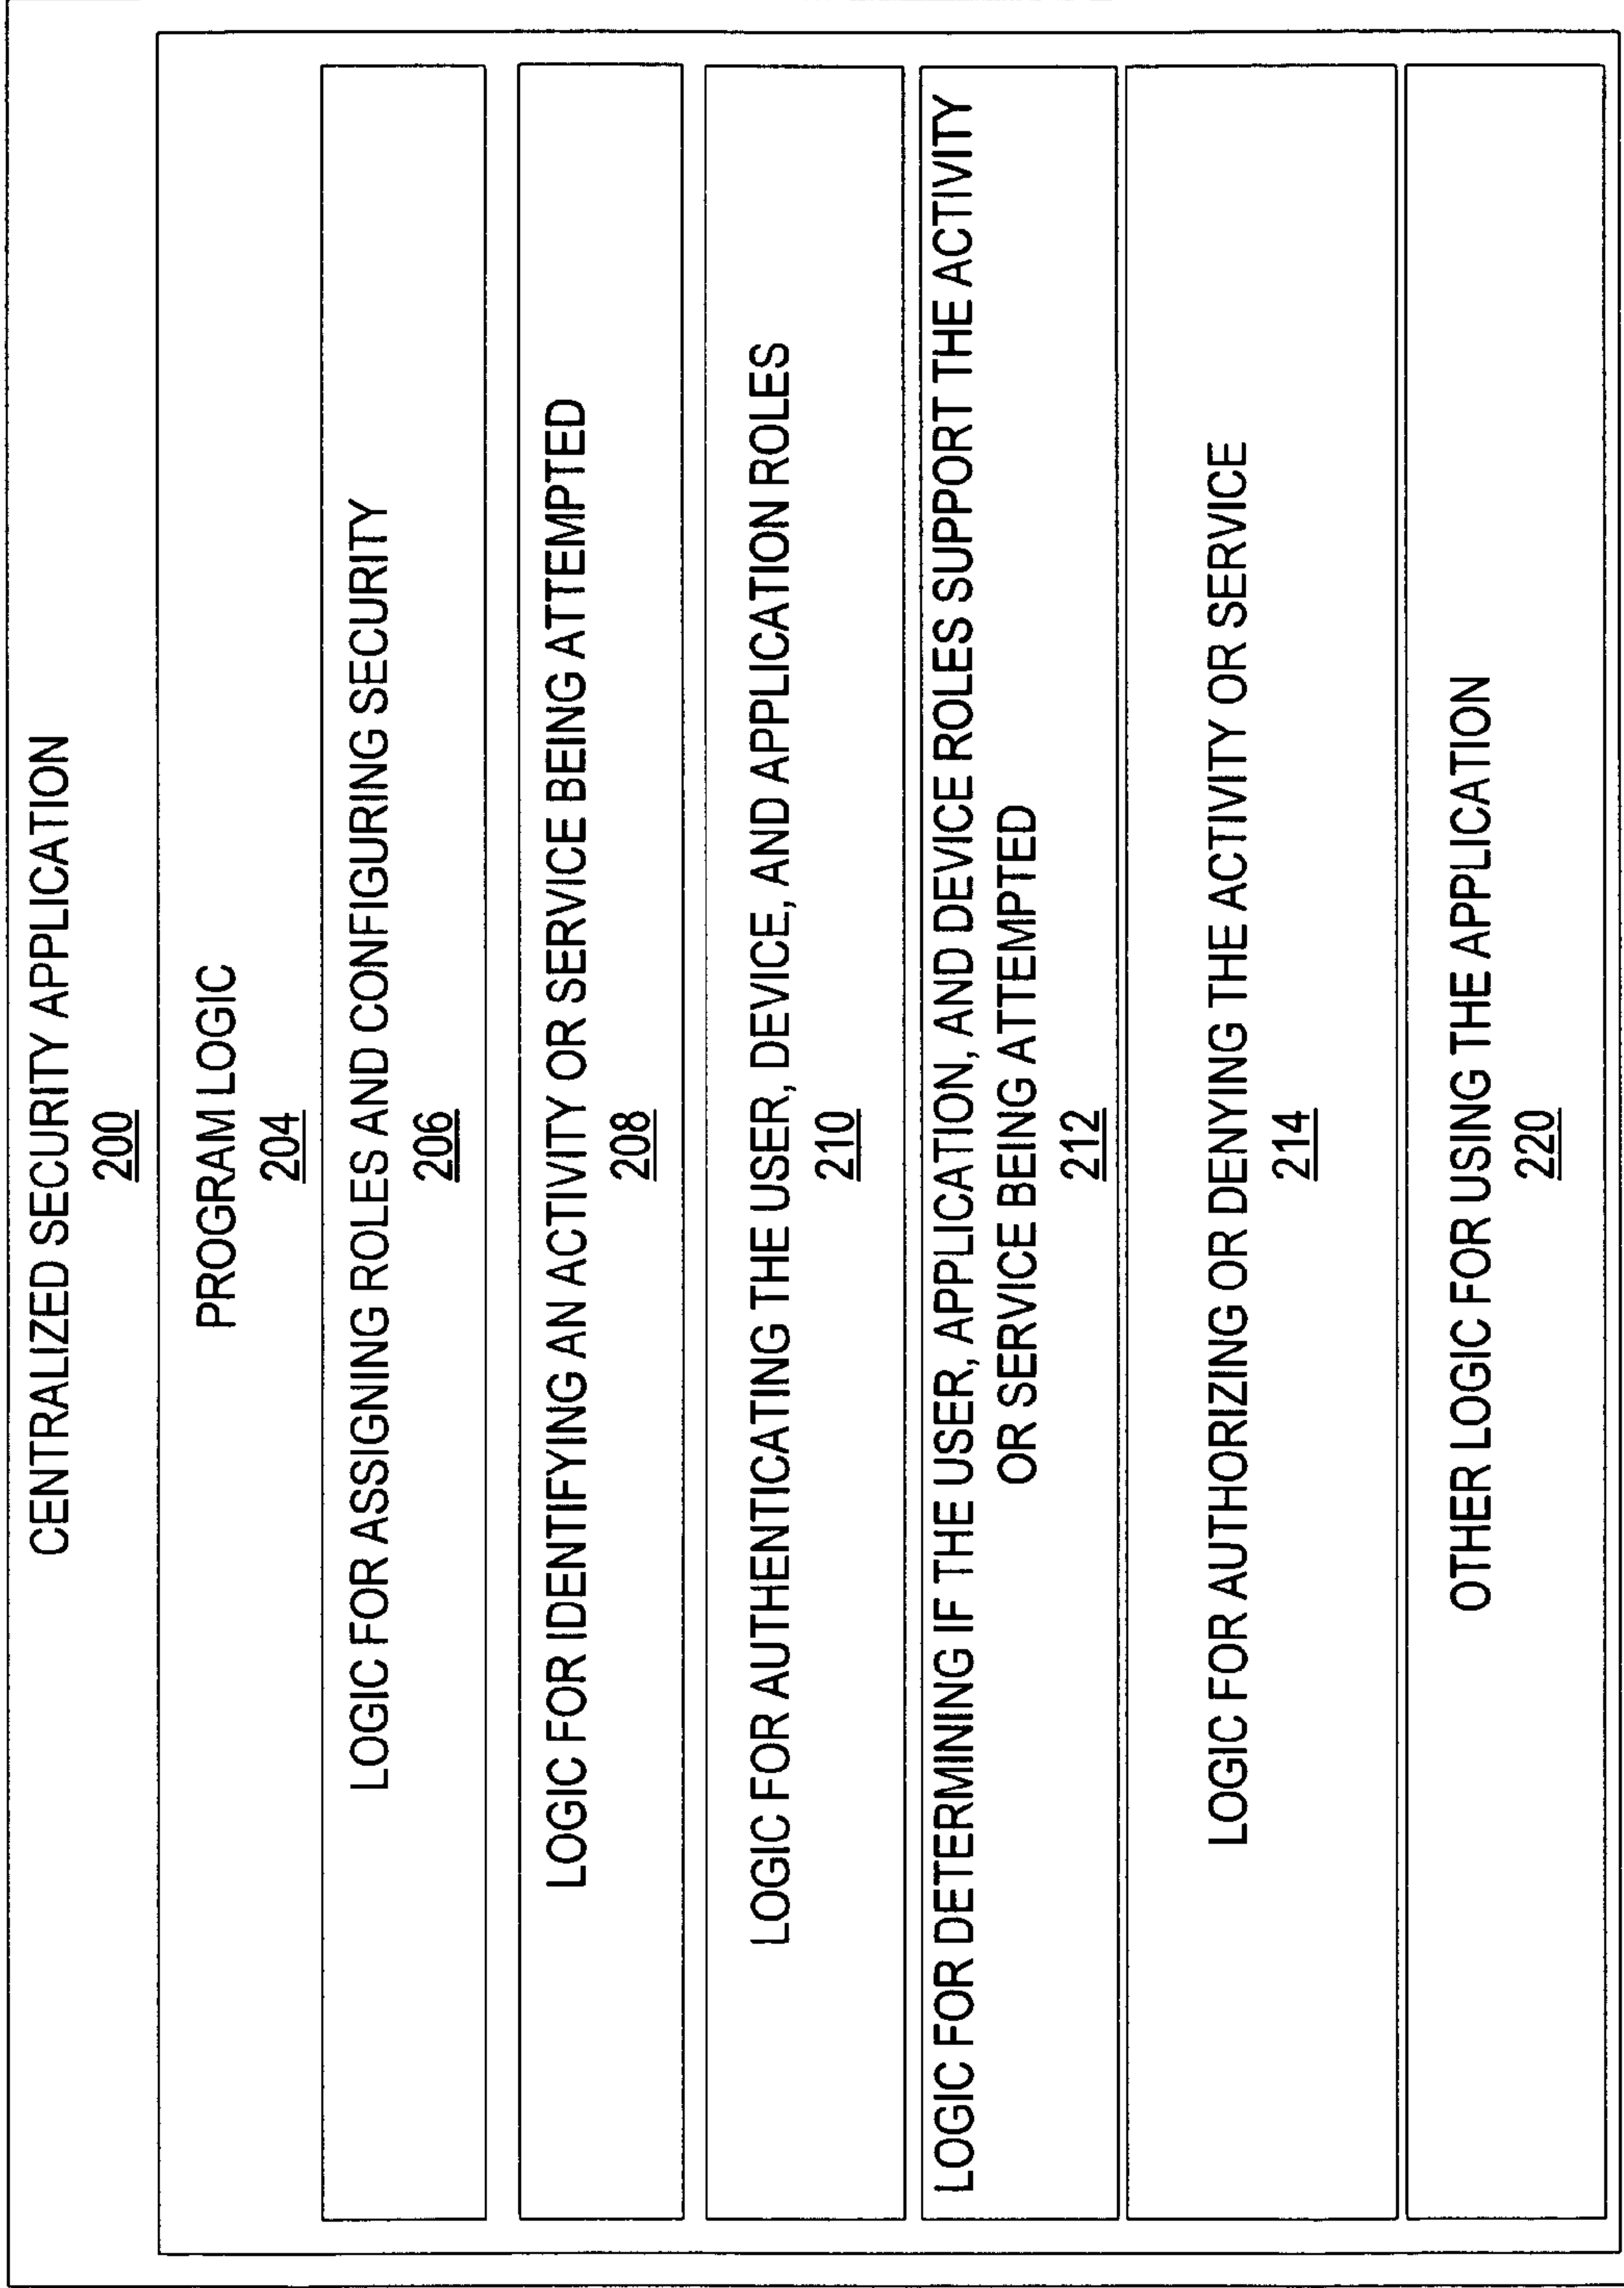 CENTRALIZED SECURITY APPLICATION
200
PROGRAM LOGIC
204
LOGIC FOR ASSIGNING ROLES AND CONFIGURING SECURITY
206
LOGIC FOR IDENTIFYING AN ACTIVITY OR SERVICE BEING ATTEMPTED
208
LOGIC FOR AUTHENTICATING THE USER, DEVICE, AND APPLICATION ROLES
210
LOGIC FOR DETERMINING IF THE USER, APPLICATION, AND DEVICE ROLES SUPPORT THE ACTIVITY
OR SERVICE BEING ATTEMPTED
212
LOGIC FOR AUTHORIZING OR DENYING THE ACTIVITY OR SERVICE
214
OTHER LOGIC FOR USING THE APPLICATION
220